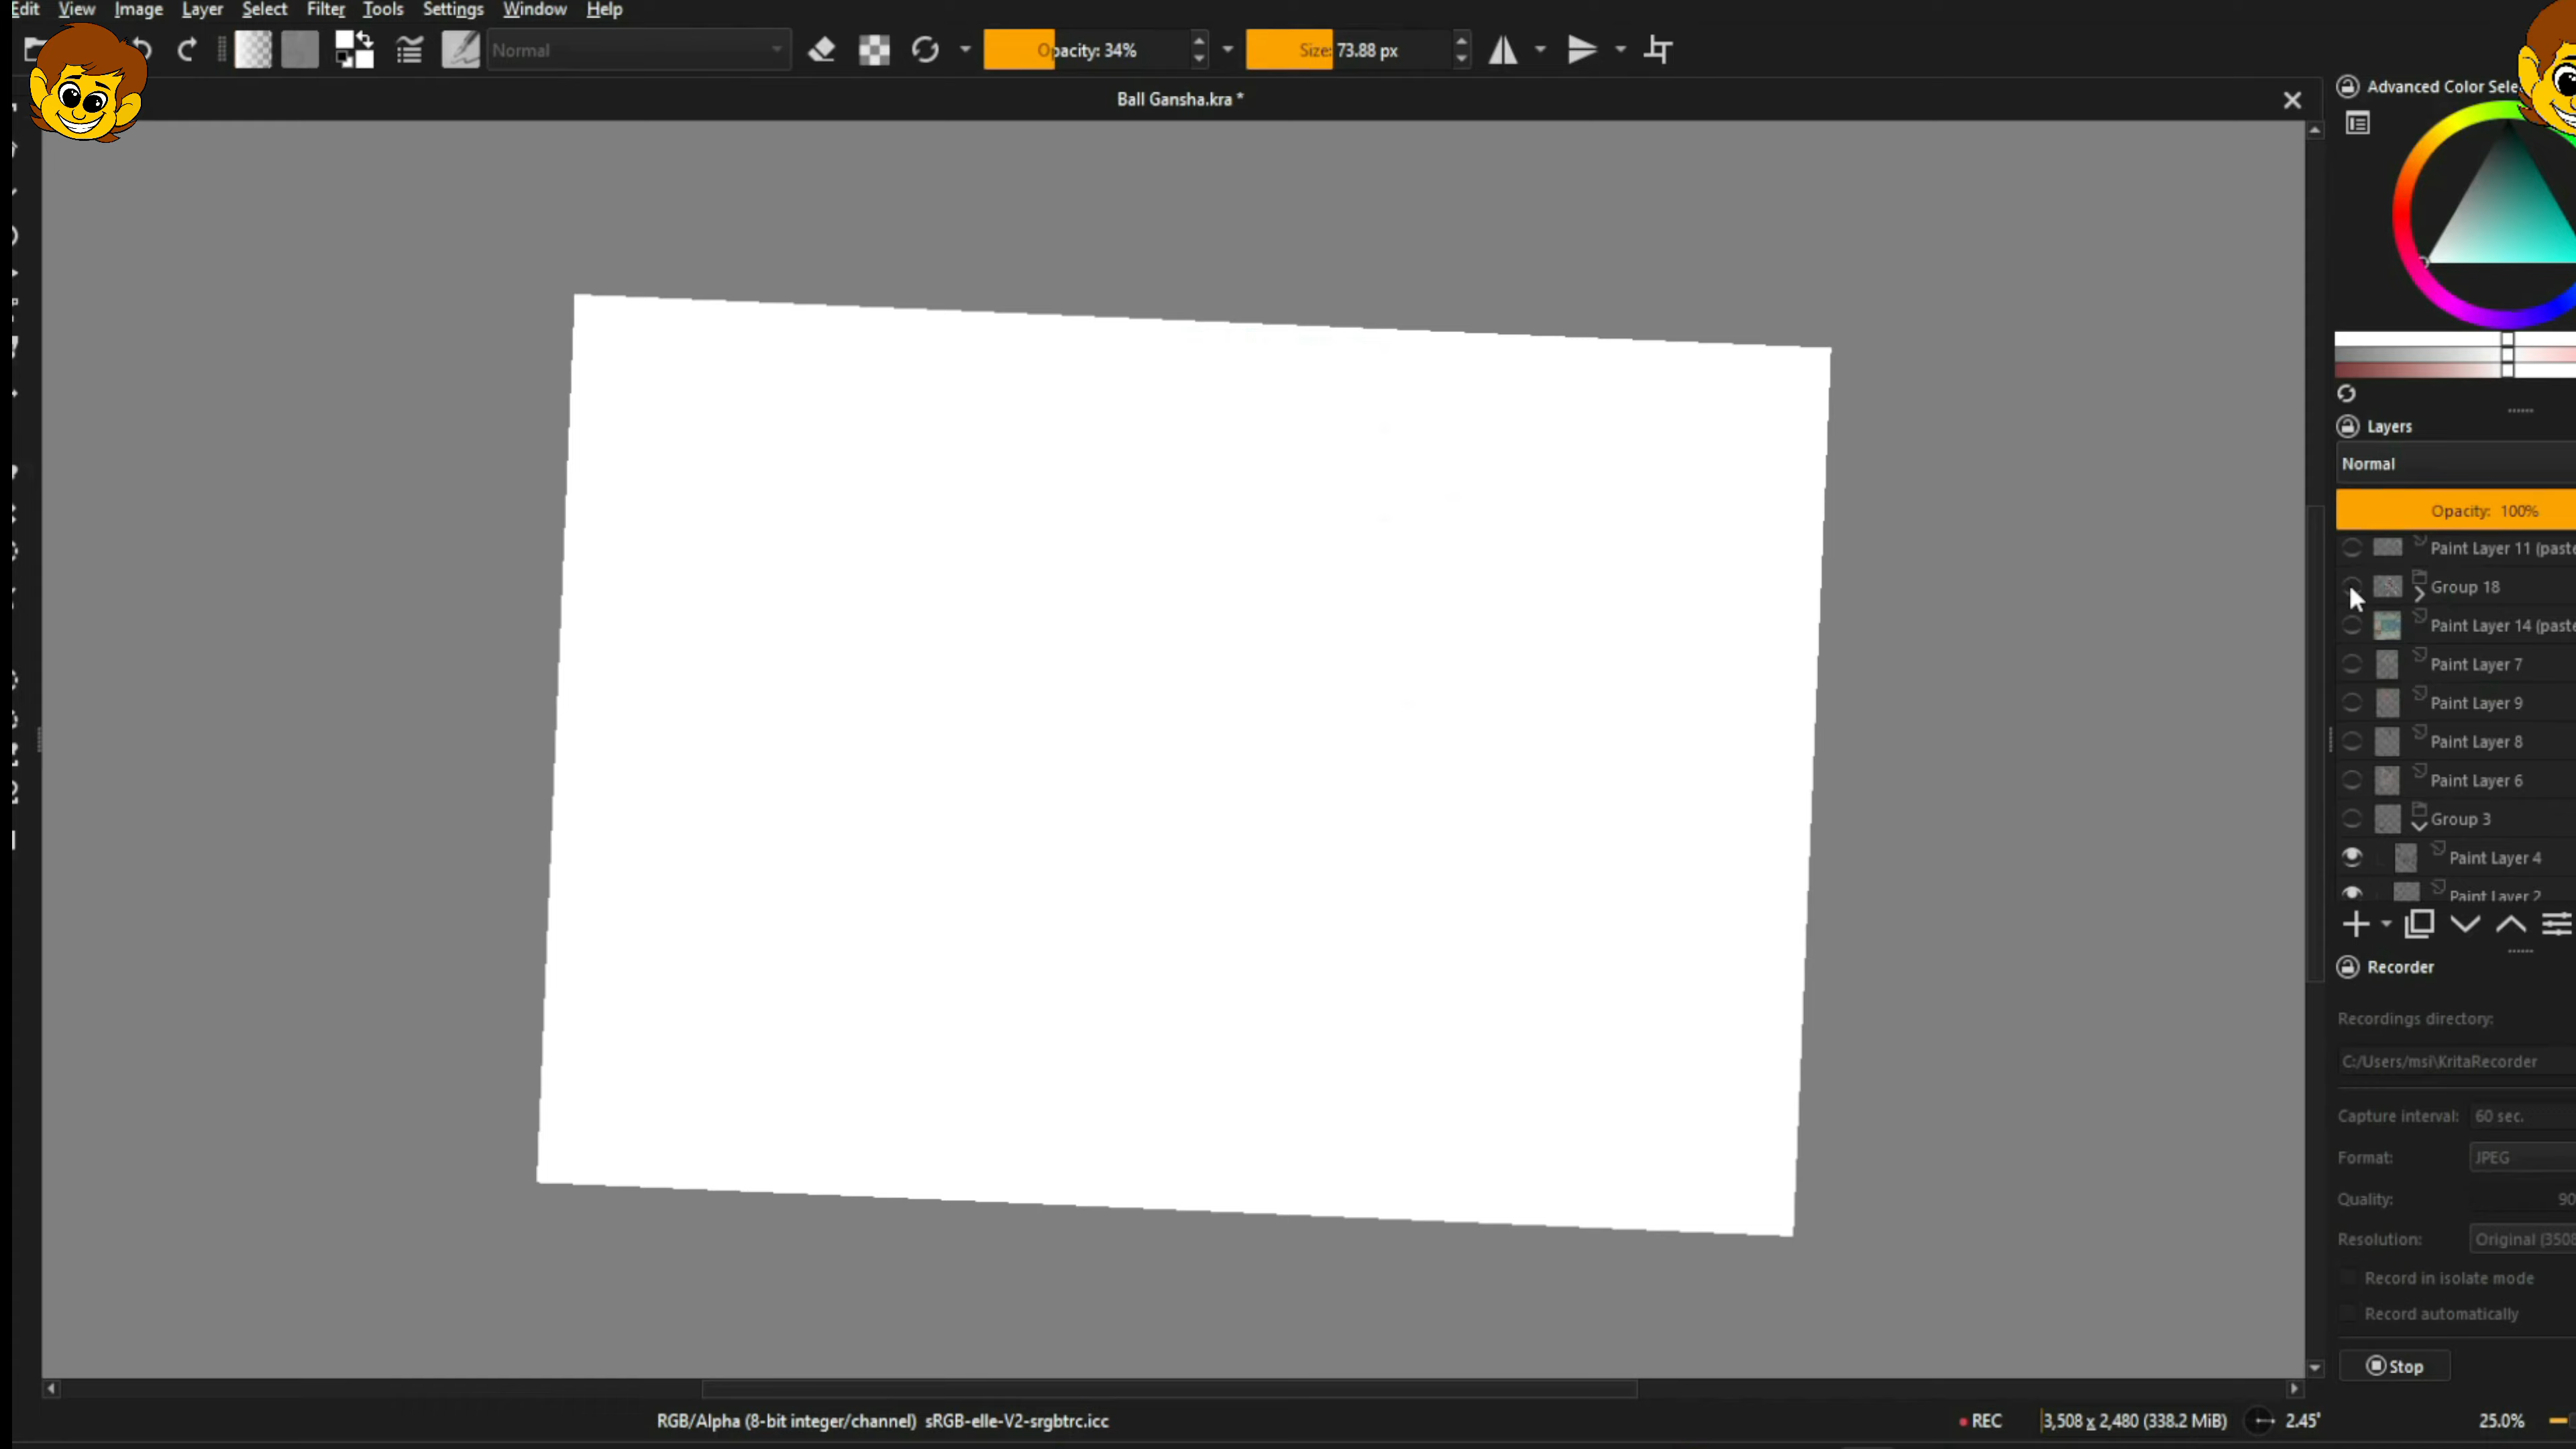 Edit View Image Layer Select Filter Tools Settings Window Help
Normal Opacity: 34% Size: 73.88 px
Ball Gansha.kra *
Advanced Color Sele
Layers
Normal
Opacity: 100%
Paint Layer 11 (paste
Group 18
Paint Layer 14 (paste
Paint Layer 7
Paint Layer 9
Paint Layer 8
Paint Layer 6
Group 3
Paint Layer 4
Paint Layer 2
Recorder
Recordings directory:
C:/Users/msi\KritaRecorder
Capture interval: 60 sec.
Format: JPEG
Quality: 90
Resolution: Original (3508
Record in isolate mode
Record automatically
Stop
RGB/Alpha (8-bit integer/channel) sRGB-elle-V2-srgbtrc.icc REC 3,508 x 2,480 (338.2 MiB) 2.45° 25.0%